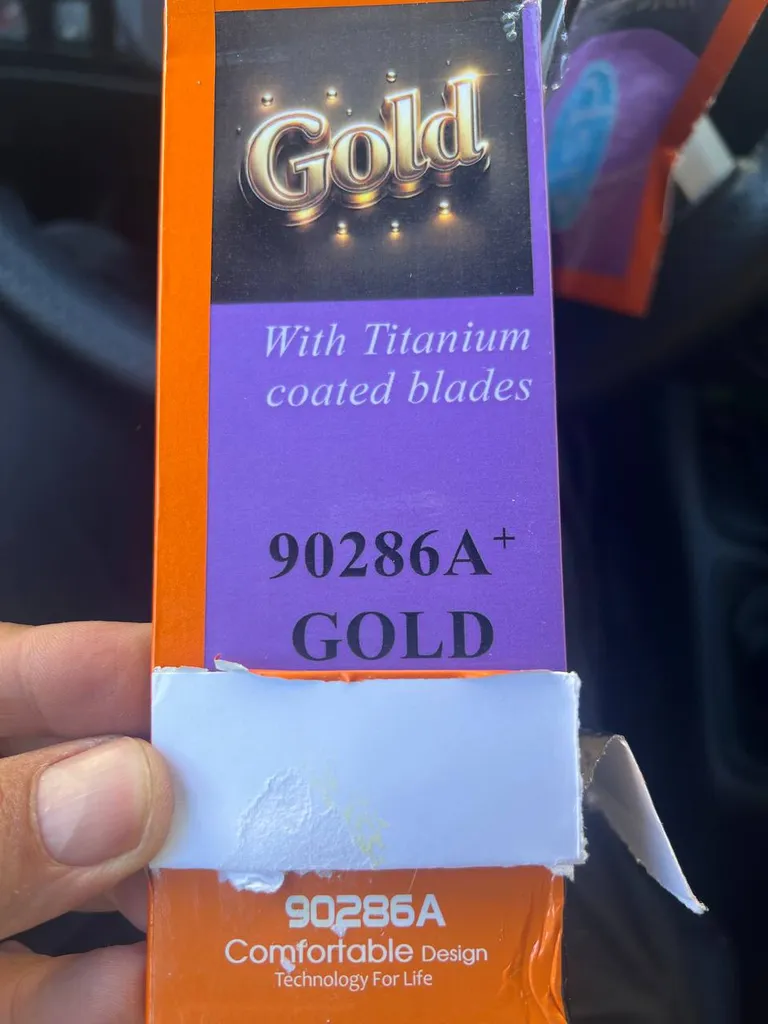 Gold
With Titanium
coated blades
90286A⁺
GOLD
90286A
Comfortable Design
Technology For Life